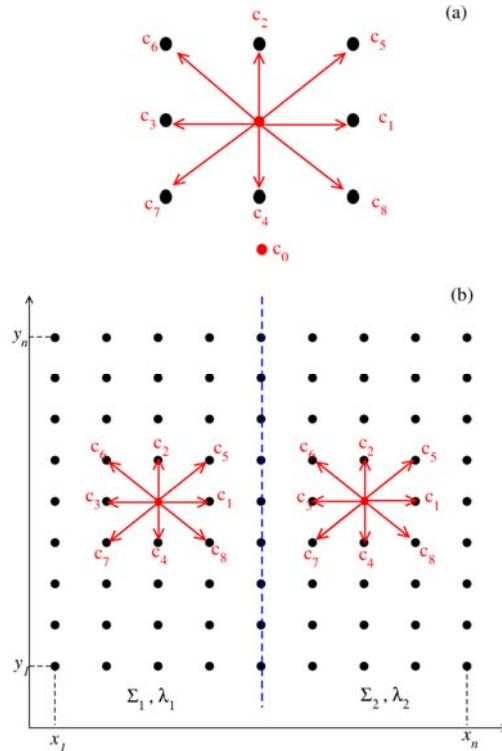 (a)
c2
c6 c5
c3 c1
c7 c4 c8
c0
(b)
yn
c6 c2 c5 c6 c2 c5
c3 c1 c3 c1
c7 c4 c8 c7 c4 c8
y1
Σ1 , λ1 Σ2 , λ2
x1 xn